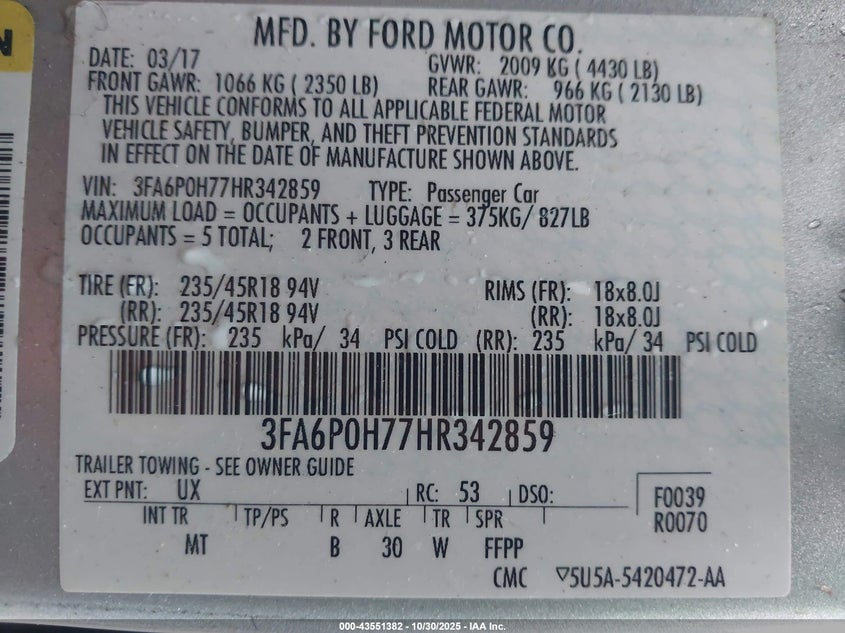 MFD. BY FORD MOTOR CO.
DATE: 03/17 GVWR: 2009 KG ( 4430 LB)
FRONT GAWR: 1066 KG ( 2350 LB) REAR GAWR: 966 KG ( 2130 LB)
THIS VEHICLE CONFORMS TO ALL APPLICABLE FEDERAL MOTOR
VEHICLE SAFETY, BUMPER, AND THEFT PREVENTION STANDARDS
IN EFFECT ON THE DATE OF MANUFACTURE SHOWN ABOVE.
VIN: 3FA6P0H77HR342859 TYPE: Passenger Car
MAXIMUM LOAD = OCCUPANTS + LUGGAGE = 375KG/ 827LB
OCCUPANTS = 5 TOTAL; 2 FRONT, 3 REAR
TIRE (FR): 235/45R18 94V RIMS (FR): 18x8.0J
(RR): 235/45R18 94V (RR): 18x8.0J
PRESSURE (FR): 235 kPa/ 34 PSI COLD (RR): 235 kPa/ 34 PSI COLD
3FA6P0H77HR342859
TRAILER TOWING - SEE OWNER GUIDE
EXT PNT: UX RC: 53 DSO: F0039
INT TR TP/PS R AXLE TR SPR R0070
MT B 30 W FFPP
CMC ▽5U5A-5420472-AA
000-43551382 - 10/30/2025 - IAA Inc.